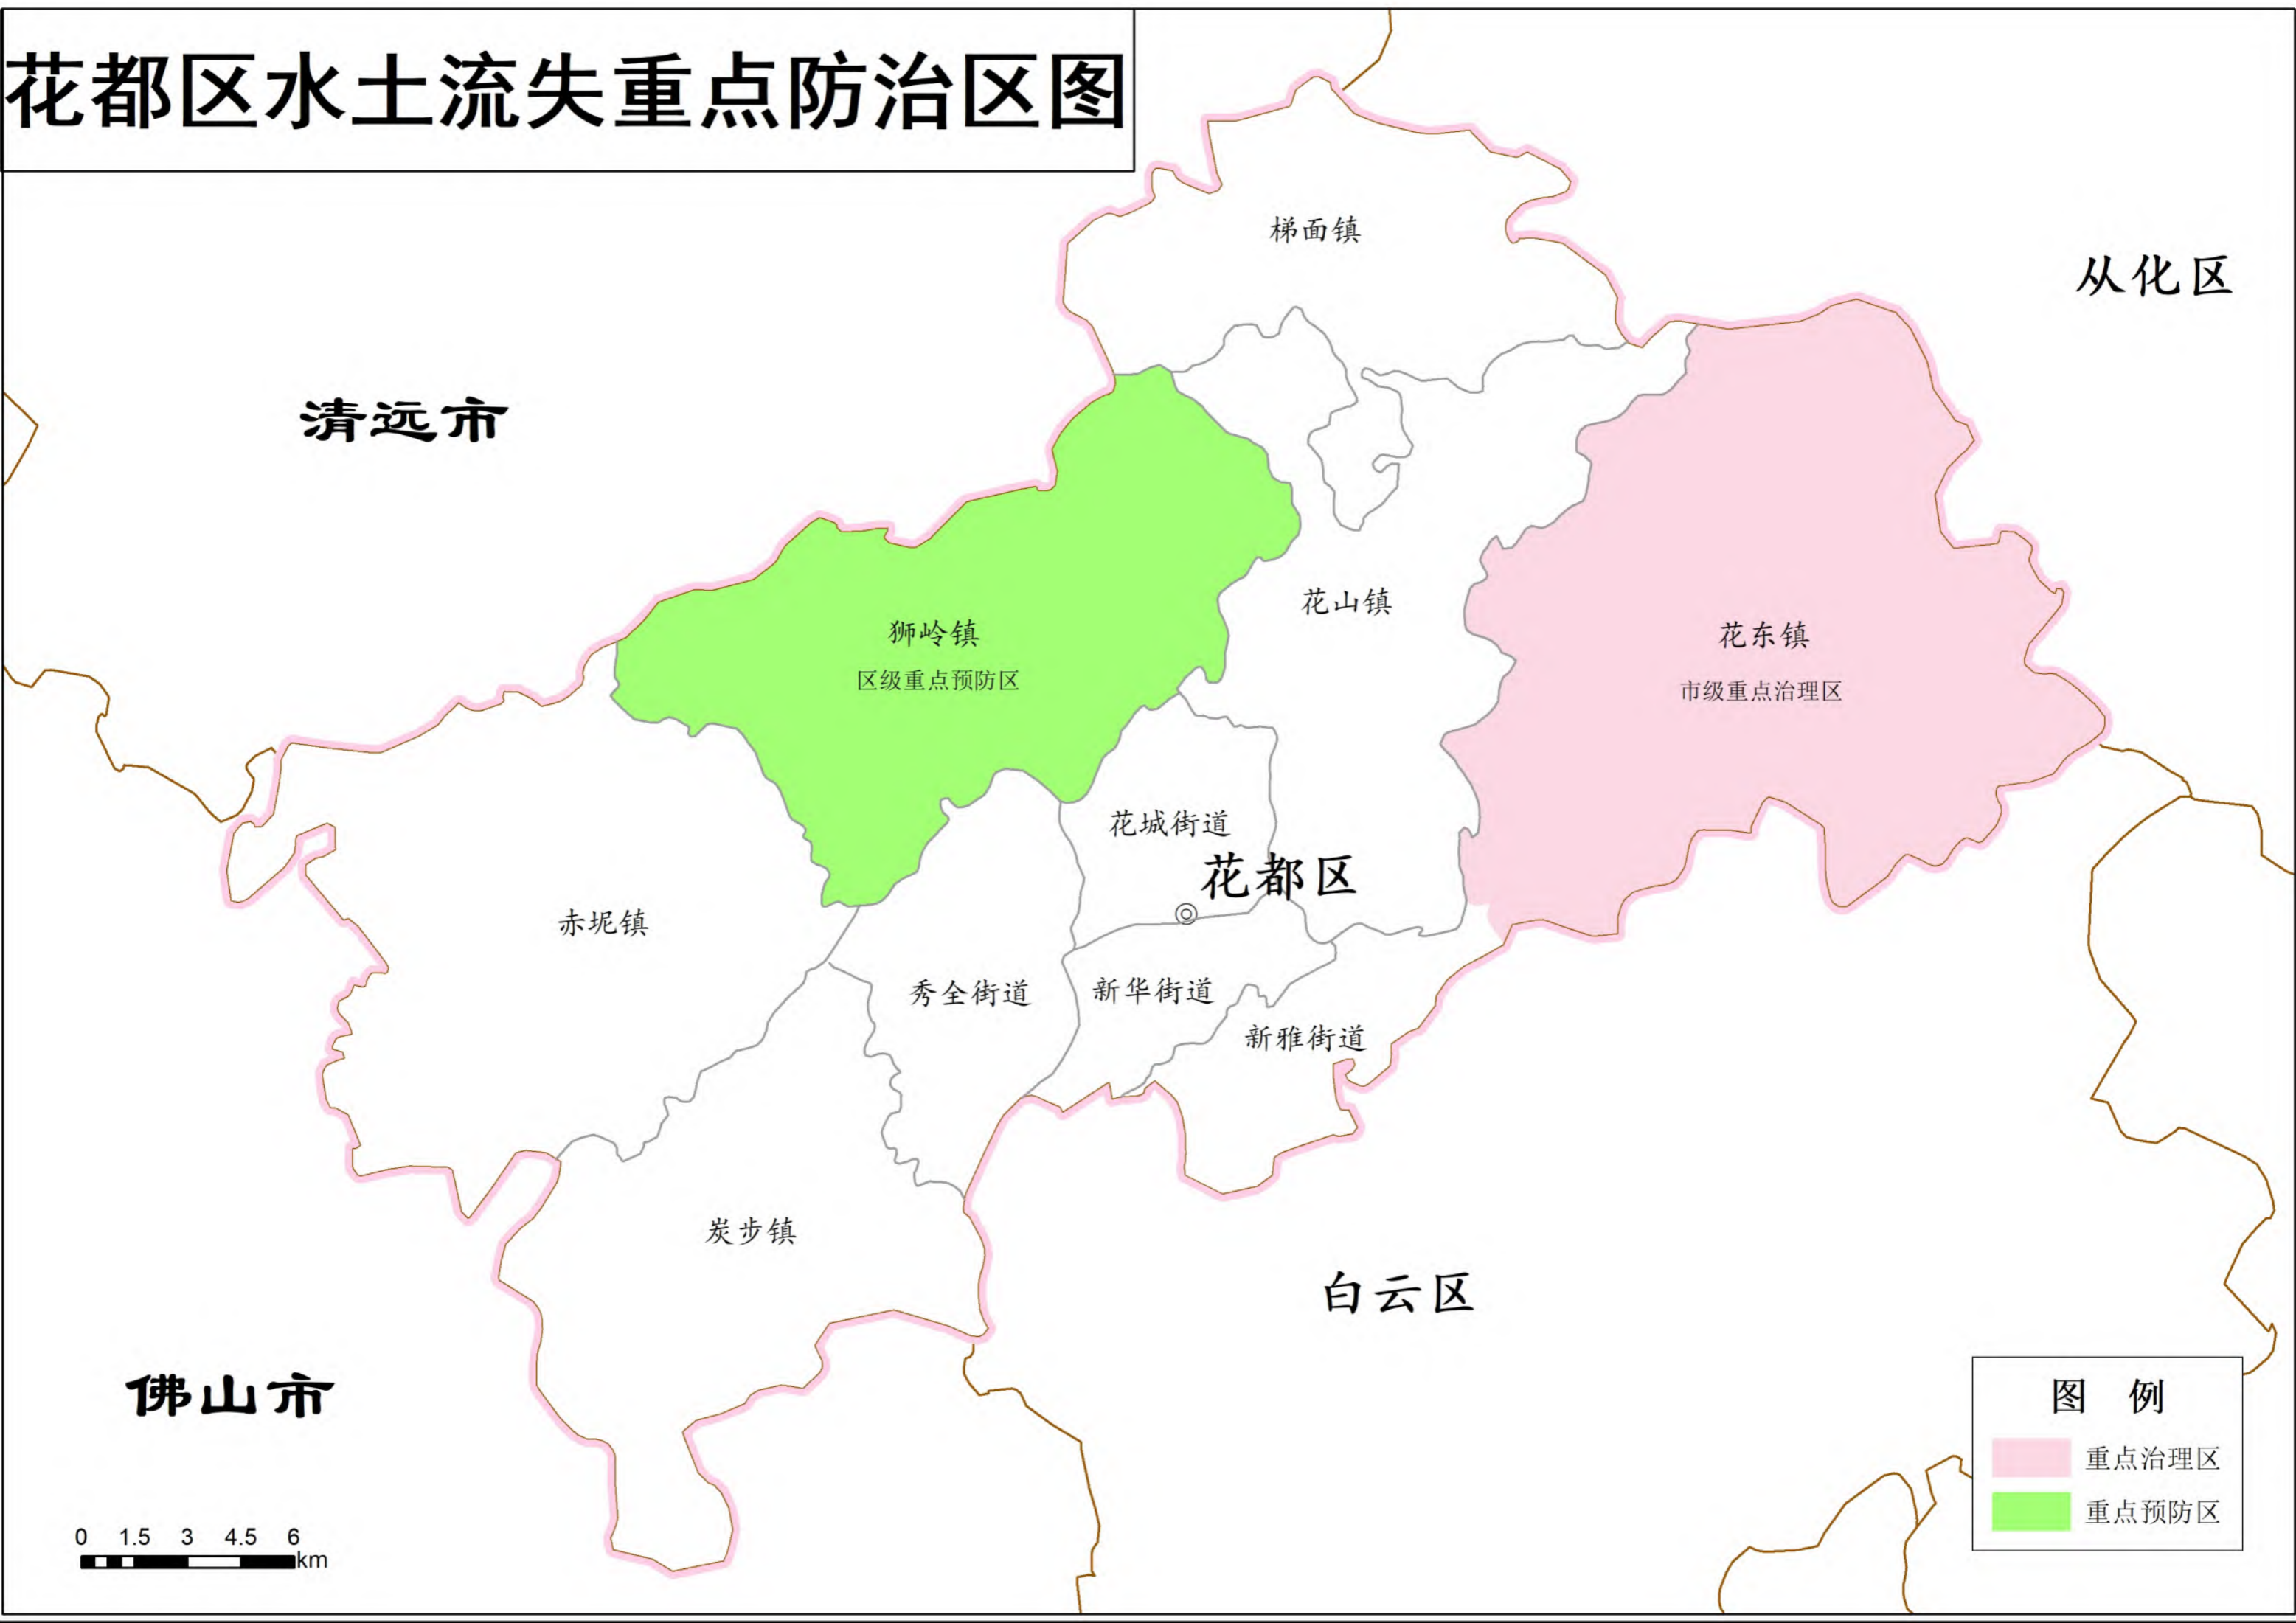 花都区水土流失重点防治区图
梯面镇
从化区
清远市
花山镇
狮岭镇
区级重点预防区
花东镇
市级重点治理区
花城街道
花都区
赤坭镇
秀全街道
新华街道
新雅街道
炭步镇
白云区
佛山市
图 例
重点治理区
重点预防区
0 1.5 3 4.5 6
km